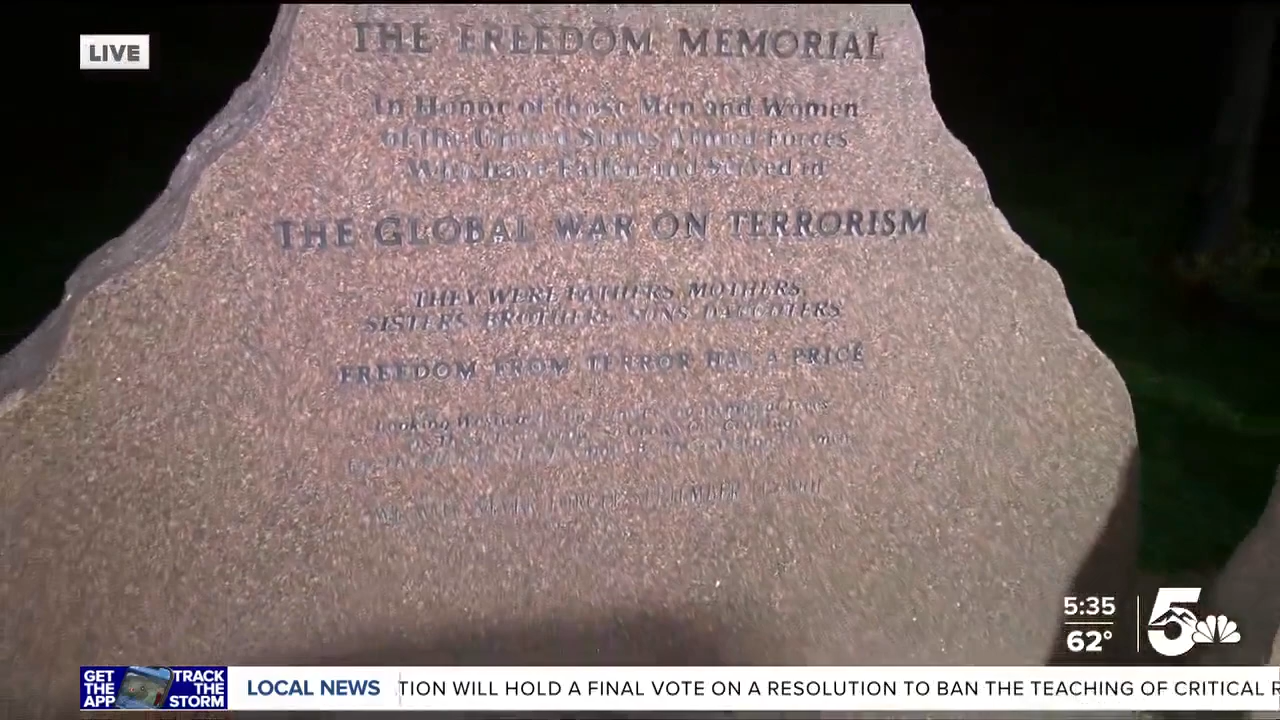 LIVE
THE FREEDOM MEMORIAL
In Honor of those Men and Women
of the United States Armed Forces
Who have Fallen and Served in
THE GLOBAL WAR ON TERRORISM
THEY WERE FATHERS MOTHERS
SISTERS BROTHERS SONS DAUGHTERS
FREEDOM FROM TERROR HAS A PRICE
Looking
SEPTEMBER
5:35
62°
5
GET THE APP
TRACK THE STORM
LOCAL NEWS
TION WILL HOLD A FINAL VOTE ON A RESOLUTION TO BAN THE TEACHING OF CRITICAL